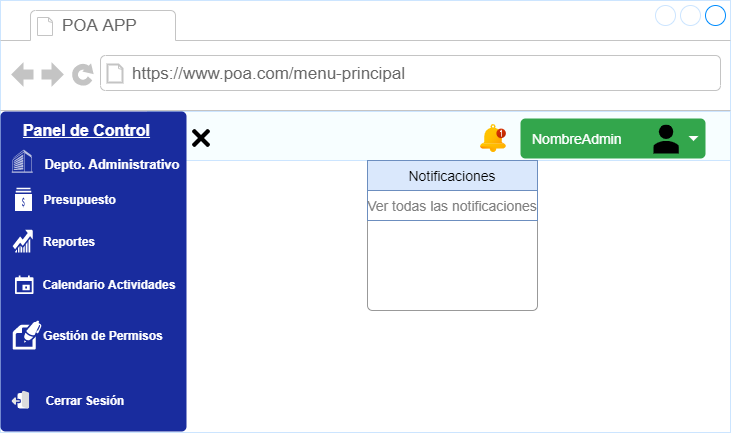 POA APP
https://www.poa.com/menu-principal
Panel de Control
Depto. Administrativo
Presupuesto
Reportes
Calendario Actividades
Gestión de Permisos
Cerrar Sesión
1
NombreAdmin
Notificaciones
Ver todas las notificaciones
$